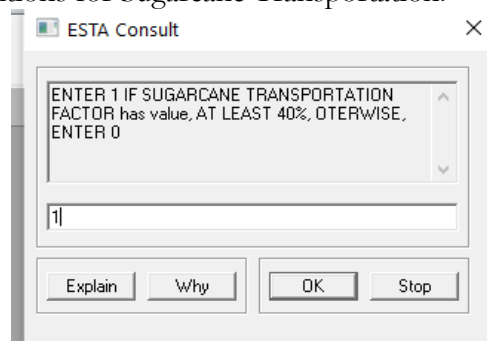 tions for Sugarcane Transportation.
ESTA Consult
ENTER 1 IF SUGARCANE TRANSPORTATION
FACTOR has value, AT LEAST 40%, OTERWISE,
ENTER 0
1
Explain
Why
OK
Stop